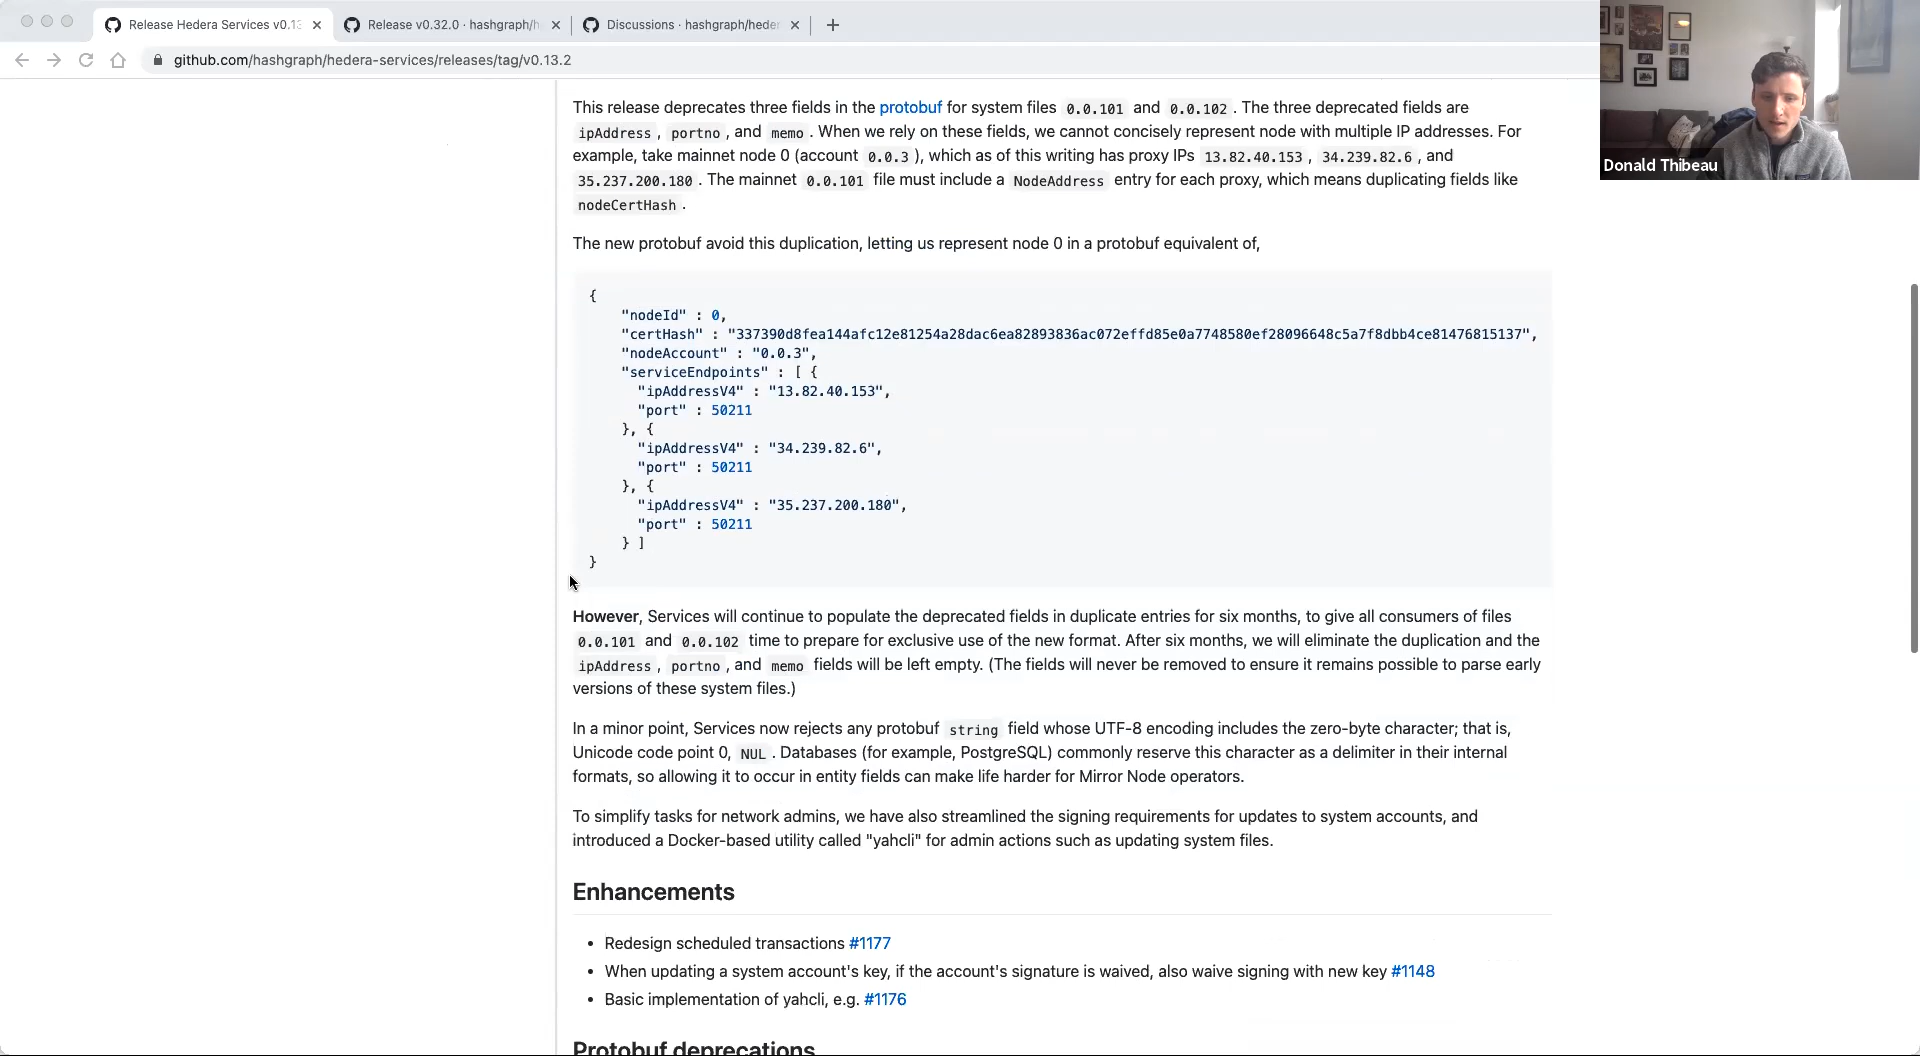 Release Hedera Services v0.13
Release v0.32.0 · hashgraph/h
Discussions · hashgraph/heder
github.com/hashgraph/hedera-services/releases/tag/v0.13.2
Donald Thibeau
This release deprecates three fields in the protobuf for system files 0.0.101 and 0.0.102 . The three deprecated fields are
ipAddress , portno , and memo . When we rely on these fields, we cannot concisely represent node with multiple IP addresses. For
example, take mainnet node 0 (account 0.0.3 ), which as of this writing has proxy IPs 13.82.40.153 , 34.239.82.6 , and
35.237.200.180 . The mainnet 0.0.101 file must include a NodeAddress entry for each proxy, which means duplicating fields like
nodeCertHash .
The new protobuf avoid this duplication, letting us represent node 0 in a protobuf equivalent of,
{
"nodeId" : 0,
"certHash" : "337390d8fea144afc12e81254a28dac6ea82893836ac072effd85e0a7748580ef28096648c5a7f8dbb4ce81476815137",
"nodeAccount" : "0.0.3",
"serviceEndpoints" : [ {
"ipAddressV4" : "13.82.40.153",
"port" : 50211
}, {
"ipAddressV4" : "34.239.82.6",
"port" : 50211
}, {
"ipAddressV4" : "35.237.200.180",
"port" : 50211
} ]
}
However, Services will continue to populate the deprecated fields in duplicate entries for six months, to give all consumers of files
0.0.101 and 0.0.102 time to prepare for exclusive use of the new format. After six months, we will eliminate the duplication and the
ipAddress , portno , and memo fields will be left empty. (The fields will never be removed to ensure it remains possible to parse early
versions of these system files.)
In a minor point, Services now rejects any protobuf string field whose UTF-8 encoding includes the zero-byte character; that is,
Unicode code point 0, NUL . Databases (for example, PostgreSQL) commonly reserve this character as a delimiter in their internal
formats, so allowing it to occur in entity fields can make life harder for Mirror Node operators.
To simplify tasks for network admins, we have also streamlined the signing requirements for updates to system accounts, and
introduced a Docker-based utility called "yahcli" for admin actions such as updating system files.
Enhancements
• Redesign scheduled transactions #1177
• When updating a system account's key, if the account's signature is waived, also waive signing with new key #1148
• Basic implementation of yahcli, e.g. #1176
Protobuf deprecations